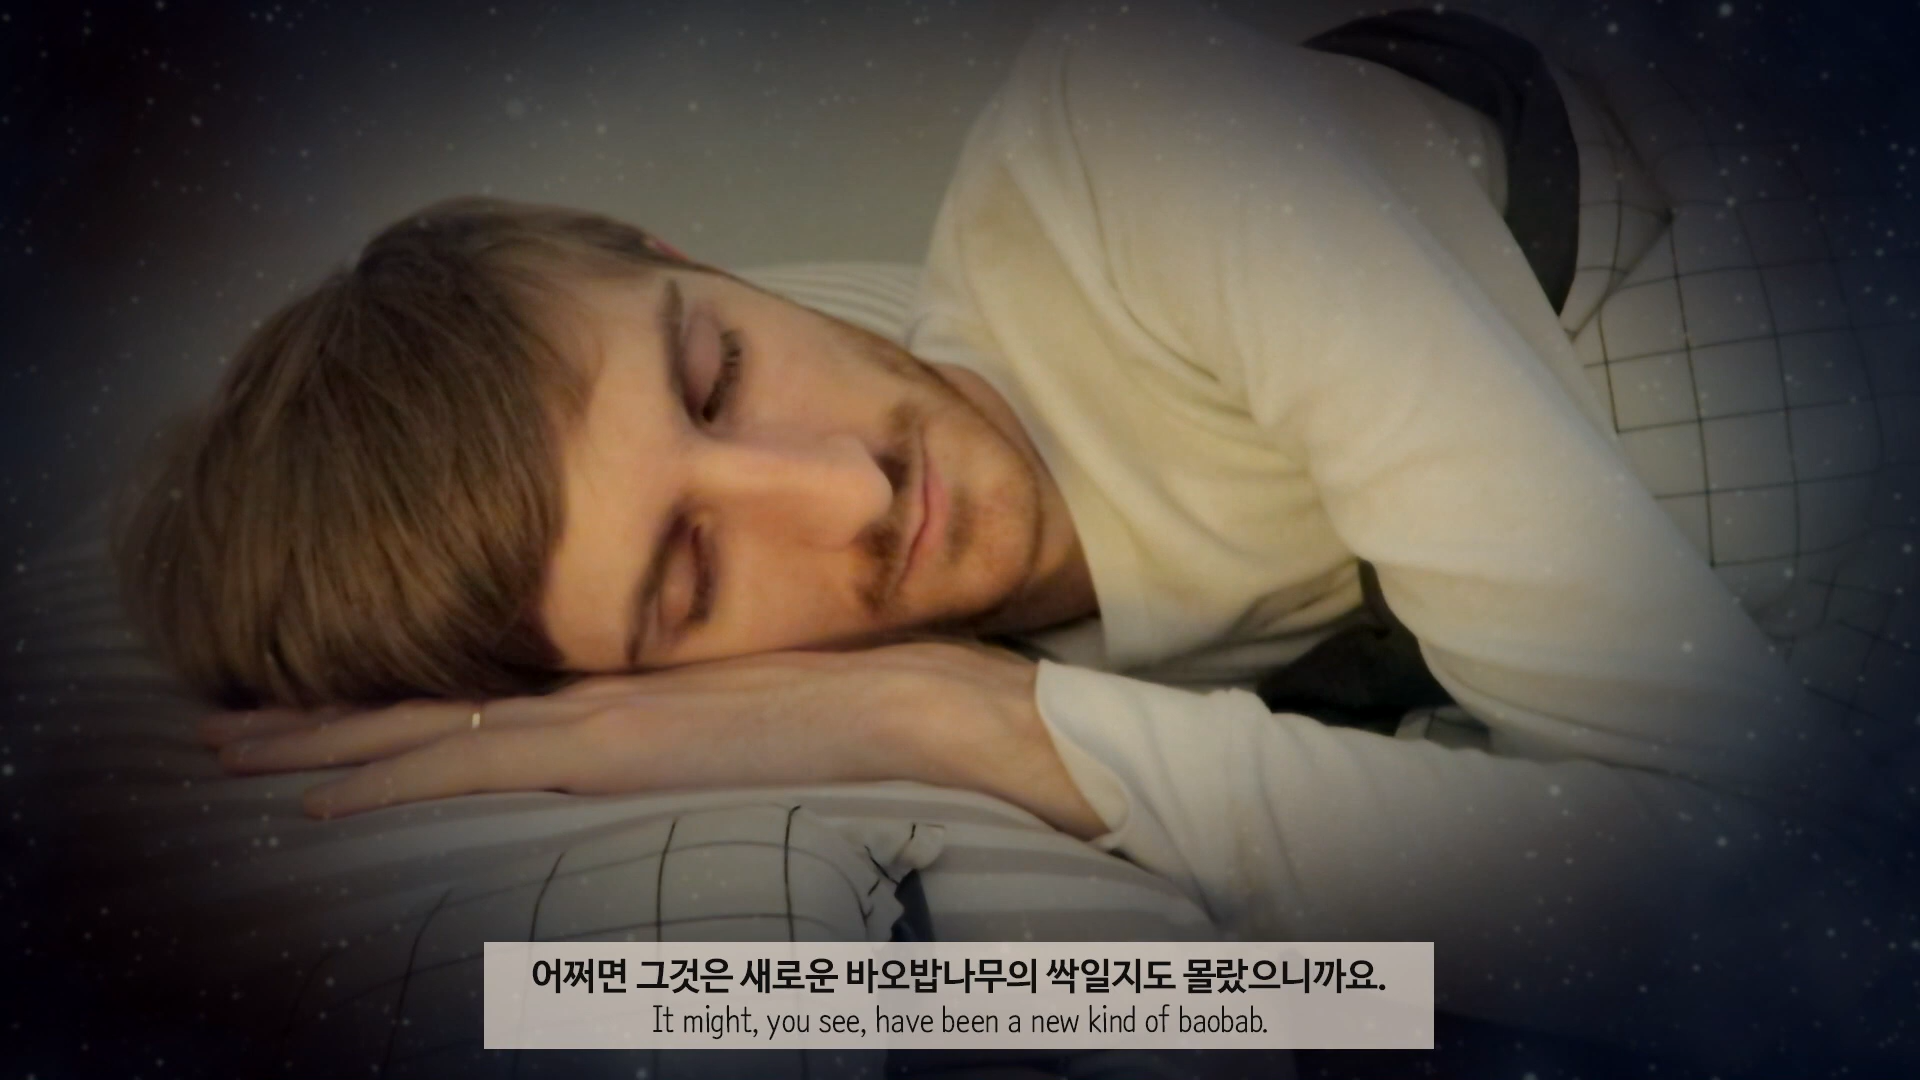 어쩌면 그것은 새로운 바오밥나무의 싹일지도 몰랐으니까요.
It might, you see, have been a new kind of baobab.